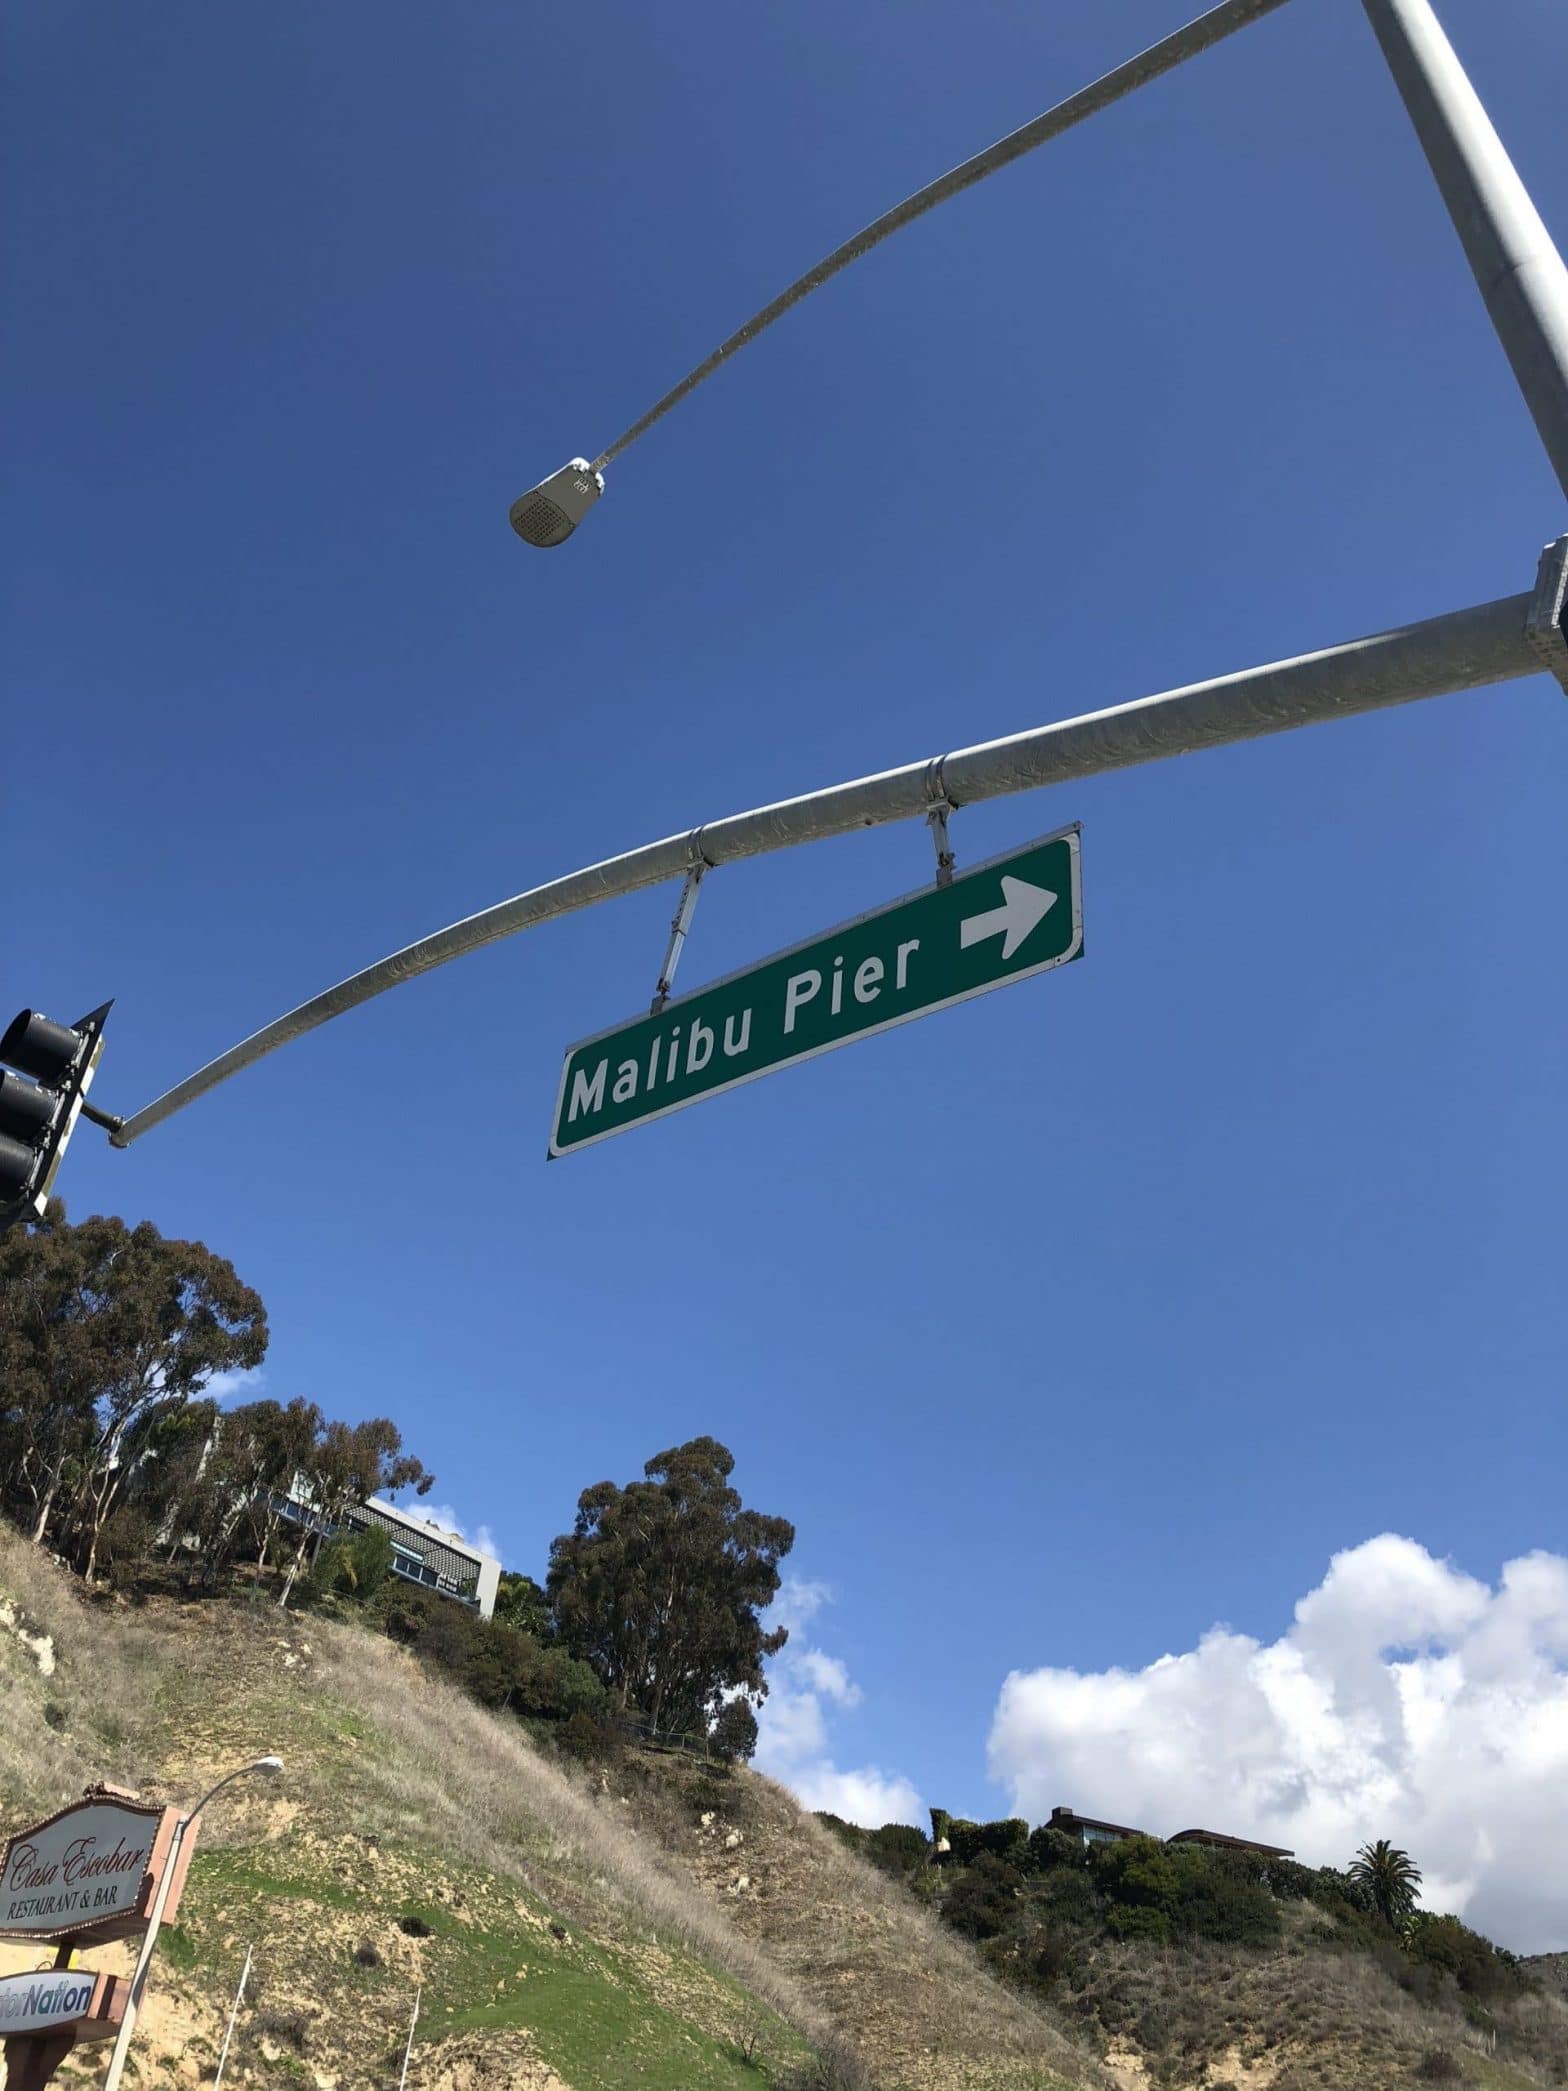 Malibu Pier
Casa Escobar
RESTAURANT & BAR
Nation